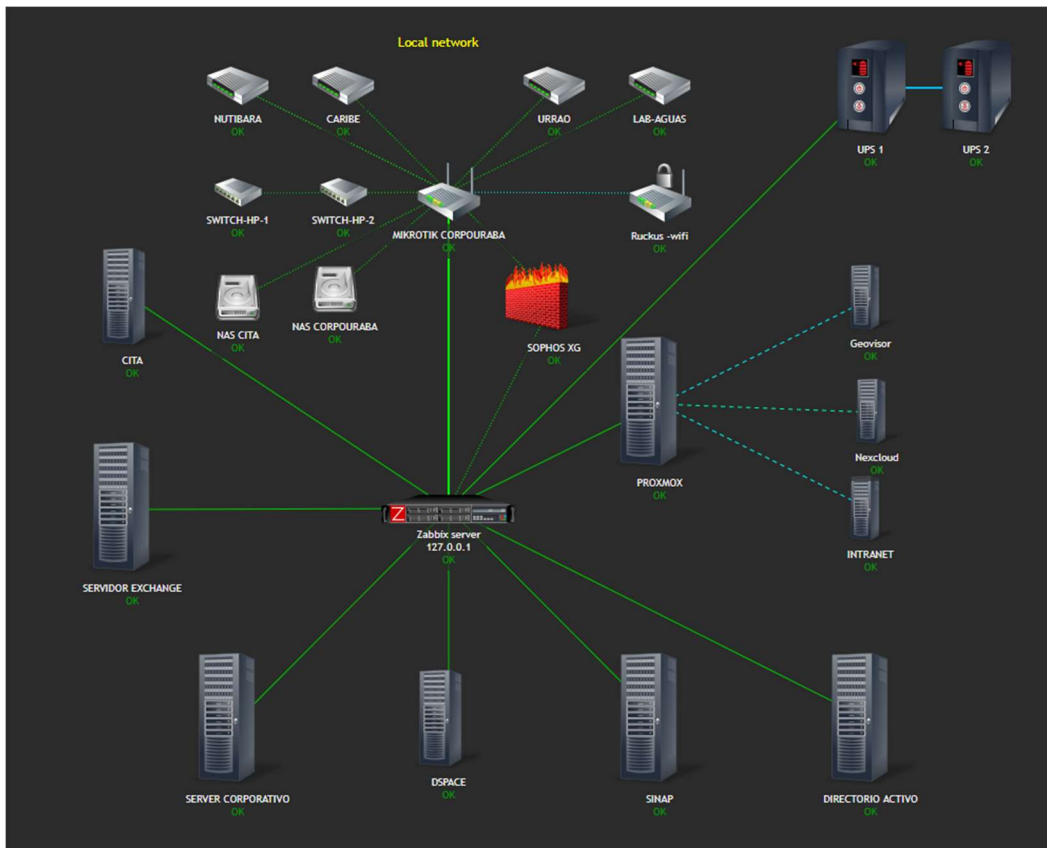 Local network
NUTIBARA
OK
CARIBE
OK
URRAO
OK
LAB-AGUAS
OK
UPS 1
OK
UPS 2
OK
SWITCH-HP-1
OK
SWITCH-HP-2
OK
MIKROTIK CORPOURABA
OK
Ruckus -wifi
OK
NAS CITA
OK
NAS CORPOURABA
OK
SOPHOS XG
OK
CITA
OK
Geovisor
OK
Nexcloud
OK
PROXMOX
OK
INTRANET
OK
Z
Zabbix server
127.0.0.1
OK
SERVIDOR EXCHANGE
OK
SERVER CORPORATIVO
OK
DSPACE
OK
SINAP
OK
DIRECTORIO ACTIVO
OK